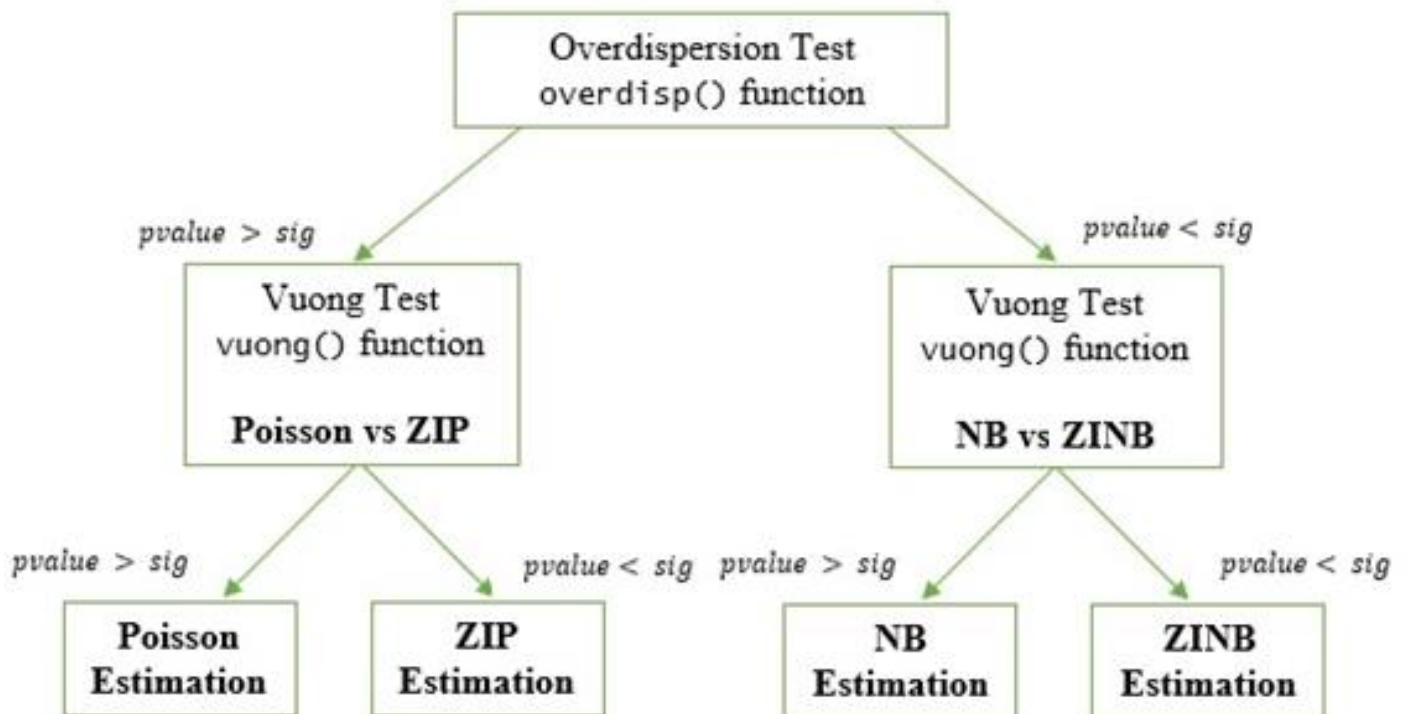 Overdispersion Test
overdisp() function
pvalue > sig
pvalue < sig
Vuong Test
vuong() function
Poisson vs ZIP
Vuong Test
vuong() function
NB vs ZINB
pvalue > sig
pvalue < sig
pvalue > sig
pvalue < sig
Poisson
Estimation
ZIP
Estimation
NB
Estimation
ZINB
Estimation